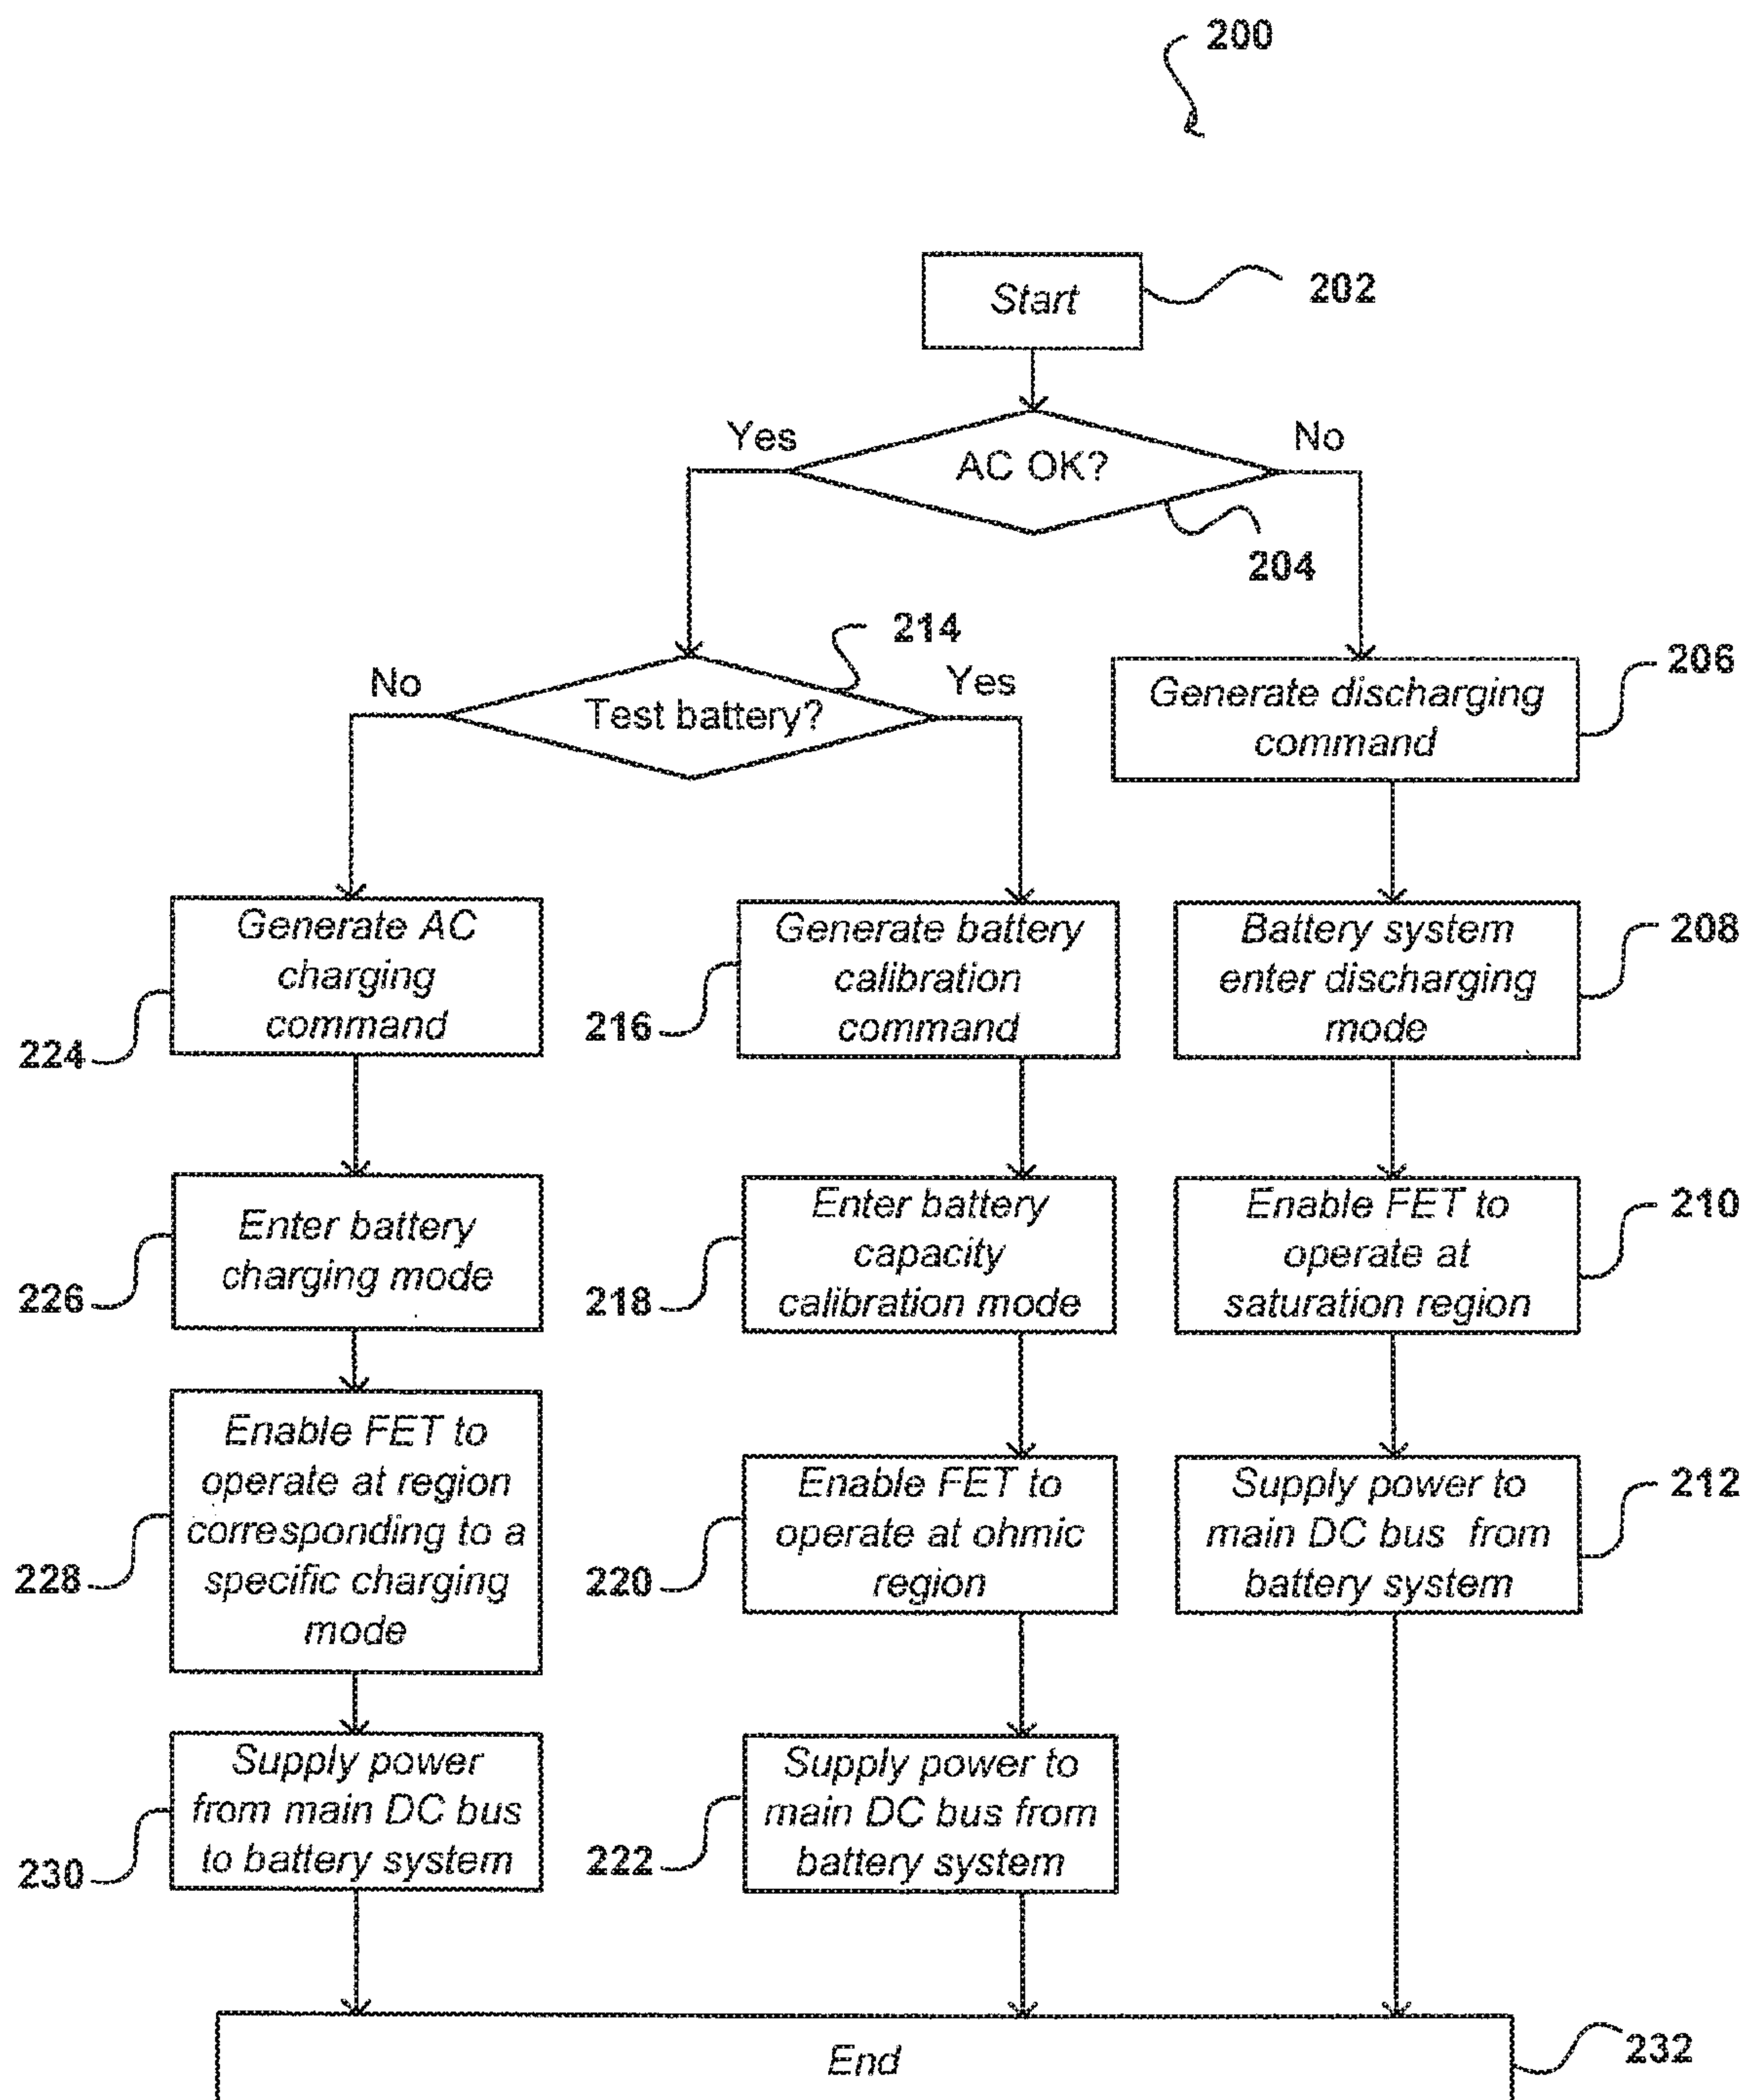 200
Start
202
Yes
AC OK?
No
204
214
No
Test battery?
Yes
Generate discharging
command
206
Generate AC
charging
command
224
Generate battery
calibration
command
216
Battery system
enter discharging
mode
208
Enter battery
charging mode
226
Enter battery
capacity
calibration mode
218
Enable FET to
operate at
saturation region
210
Enable FET to
operate at region
corresponding to a
specific charging
mode
228
Enable FET to
operate at ohmic
region
220
Supply power to
main DC bus from
battery system
212
Supply power
from main DC bus
to battery system
230
Supply power to
main DC bus from
battery system
222
End
232